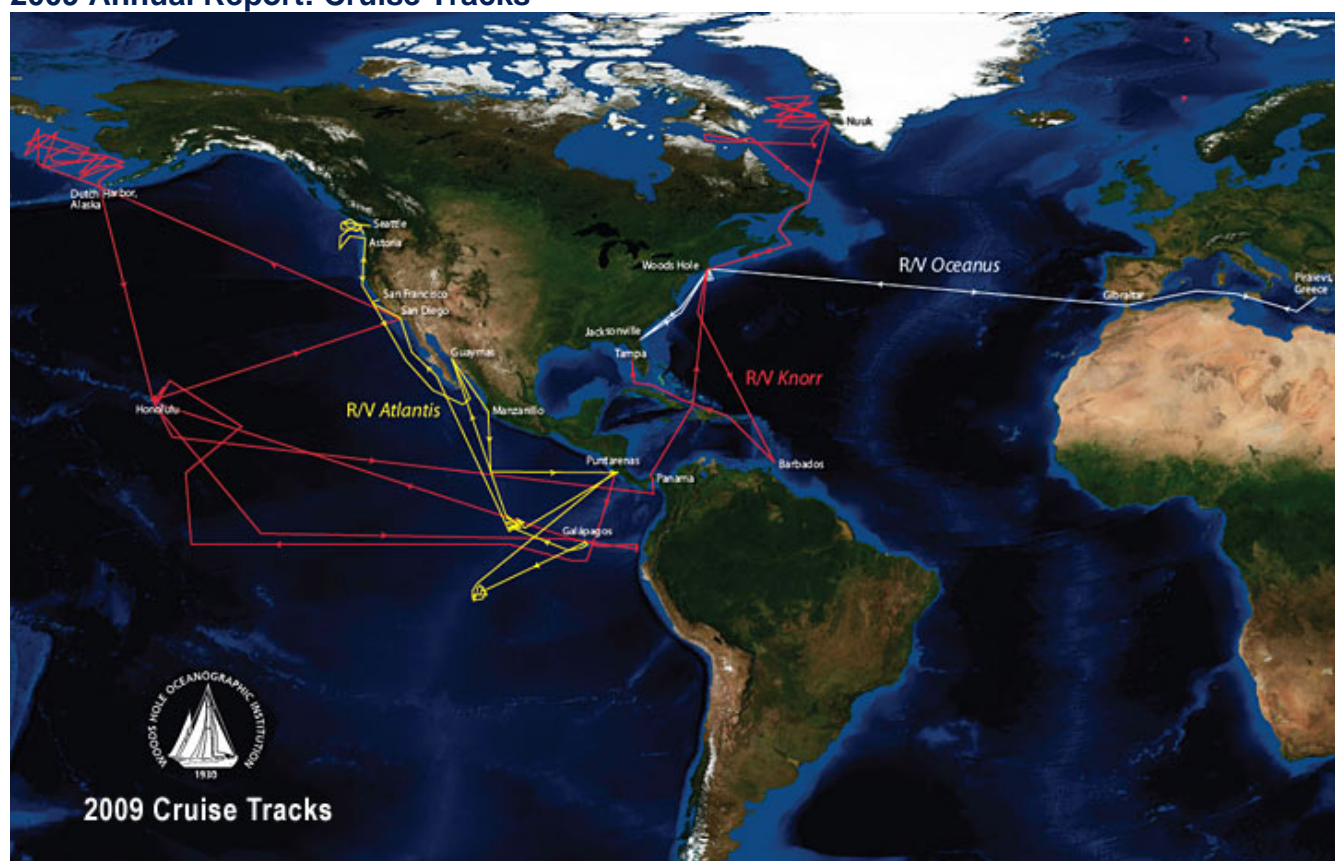 2009 Annual Report: Cruise Tracks
Nuuk
Dutch Harbor,
Alaska
Seattle
Astoria
Woods Hole
R/V Oceanus
Gibraltar
Piraievs,
Greece
San Francisco
San Diego
Jacksonville
Tampa
Guaymas
R/V Knorr
Honolulu
R/V Atlantis
Manzanillo
Puntarenas
Panama
Barbados
Galápagos
WOODS HOLE OCEANOGRAPHIC INSTITUTION
1930
2009 Cruise Tracks